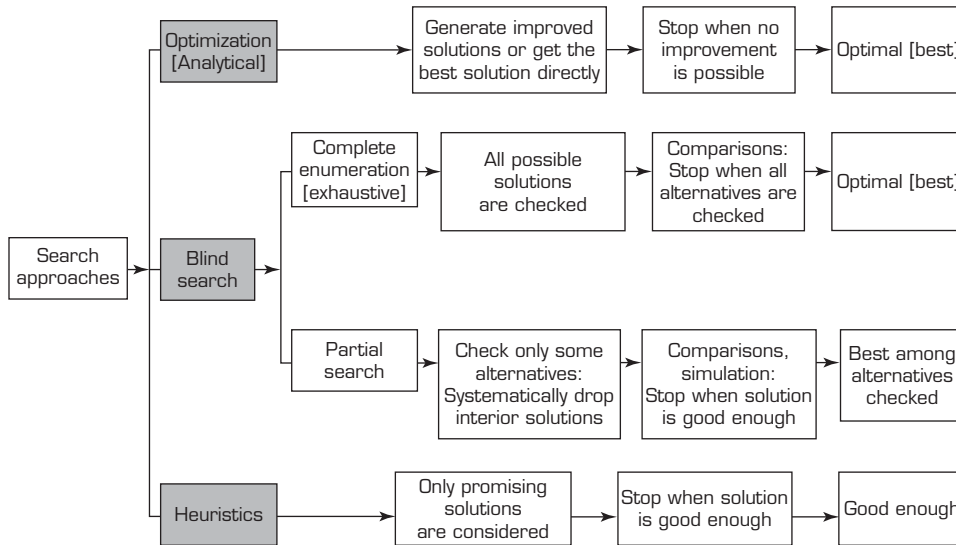 Optimization
[Analytical]
Generate improved
solutions or get the
best solution directly
Stop when no
improvement
is possible
Optimal [best]
Complete
enumeration
[exhaustive]
All possible
solutions
are checked
Comparisons:
Stop when all
alternatives are
checked
Optimal [best]
Search
approaches
Blind
search
Partial
search
Check only some
alternatives:
Systematically drop
interior solutions
Comparisons,
simulation:
Stop when solution
is good enough
Best among
alternatives
checked
Heuristics
Only promising
solutions
are considered
Stop when solution
is good enough
Good enough